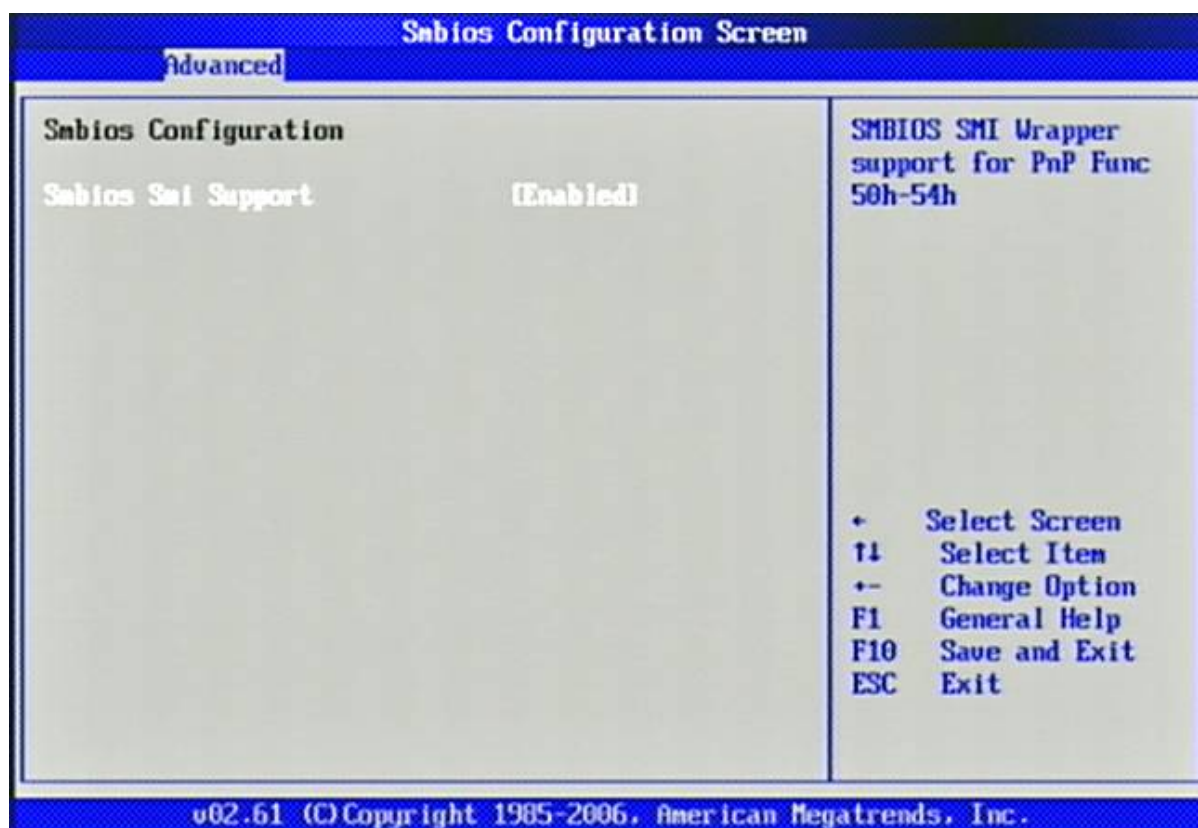 Smbios Configuration Screen
Advanced
Smbios Configuration
Smbios Smi Support [Enabled]
SMBIOS SMI Wrapper
support for PnP Func
50h-54h
← Select Screen
↑↓ Select Item
+- Change Option
F1 General Help
F10 Save and Exit
ESC Exit
v02.61 (C)Copyright 1985-2006, American Megatrends, Inc.